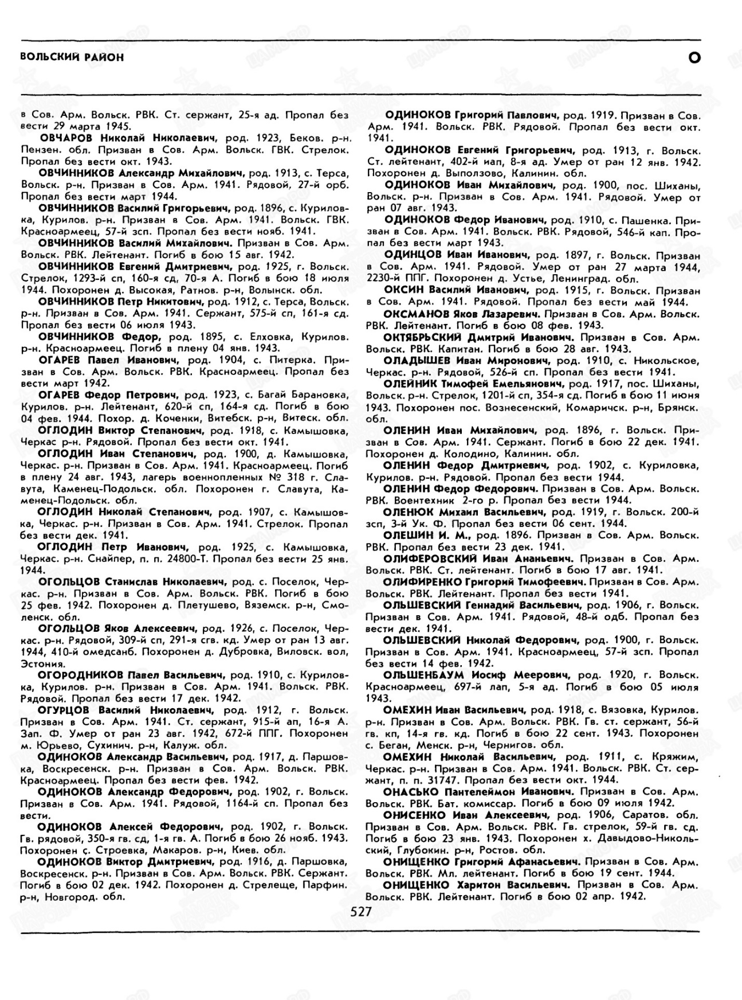 ВОЛЬСКИЙ РАЙОН
О
в Сов. Арм. Вольск. РВК. Ст. сержант, 25-я ад. Пропал без
вести 29 марта 1945.
ОВЧАРОВ Николай Николаевич, род. 1923, Беков. р-н.
Пензен. обл. Призван в Сов. Арм. Вольск. ГВК. Стрелок.
Пропал без вести окт. 1943.
ОВЧИННИКОВ Александр Михайлович, род. 1913, с. Терса,
Вольск. р-н. Призван в Сов. Арм. 1941. Рядовой, 27-й орб.
Пропал без вести март 1944.
ОВЧИННИКОВ Василий Григорьевич, род. 1896, с. Курилов-
ка, Курилов. р-н. Призван в Сов. Арм. 1941. Вольск. ГВК.
Красноармеец, 57-й зсп. Пропал без вести нояб. 1941.
ОВЧИННИКОВ Василий Михайлович. Призван в Сов. Арм.
Вольск. РВК. Лейтенант. Погиб в бою 15 авг. 1942.
ОВЧИННИКОВ Евгений Дмитриевич, род. 1925, г. Вольск.
Стрелок, 1293-й сп, 160-я сд, 70-я А. Погиб в бою 18 июля
1944. Похоронен д. Высокая, Ратнов. р-н, Волынск. обл.
ОВЧИННИКОВ Петр Никитович, род. 1912, с. Терса, Вольск.
р-н. Призван в Сов. Арм. 1941. Сержант, 575-й сп, 161-я сд.
Пропал без вести 06 июля 1943.
ОВЧИННИКОВ Федор, род. 1895, с. Елховка, Курилов.
р-н. Красноармеец. Погиб в плену 04 янв. 1943.
ОГАРЕВ Павел Иванович, род. 1904, с. Питерка. При-
зван в Сов. Арм. Вольск. РВК. Красноармеец. Пропал без
вести март 1942.
ОГАРЕВ Федор Петрович, род. 1923, с. Багай Барановка,
Курилов. р-н. Лейтенант, 620-й сп, 164-я сд. Погиб в бою
04 фев. 1944. Похор. д. Коченки, Витебск. р-н, Витеск. обл.
ОГЛОДИН Виктор Степанович, род. 1918, с. Камышовка,
Черкас р-н. Рядовой. Пропал без вести окт. 1941.
ОГЛОДИН Иван Степанович, род. 1900, д. Камышовка,
Черкас. р-н. Призван в Сов. Арм. 1941. Красноармеец. Погиб
в плену 24 авг. 1943, лагерь военнопленных № 318 г. Сла-
вута, Каменец-Подольск. обл. Похоронен г. Славута, Ка-
менец-Подольск. обл.
ОГЛОДИН Николай Степанович, род. 1907, с. Камышов-
ка, Черкас. р-н. Призван в Сов. Арм. 1941. Стрелок. Пропал
без вести дек. 1941.
ОГЛОДИН Петр Иванович, род. 1925, с. Камышовка,
Черкас. р-н. Снайпер, п. п. 24800-Т. Пропал без вести 25 янв.
1944.
ОГОЛЬЦОВ Станислав Николаевич, род. с. Поселок, Чер-
кас. р-н. Призван в Сов. Арм. Вольск. РВК. Погиб в бою
25 фев. 1942. Похоронен д. Плетушево, Вяземск. р-н, Смо-
ленск. обл.
ОГОЛЬЦОВ Яков Алексеевич, род. 1926, с. Поселок, Чер-
кас. р-н. Рядовой, 309-й сп, 291-я сгв. кд. Умер от ран 13 авг.
1944, 410-й омедсанб. Похоронен д. Дубровка, Виловск. вол,
Эстония.
ОГОРОДНИКОВ Павел Васильевич, род. 1910, с. Курилов-
ка, Курилов. р-н. Призван в Сов. Арм. 1941. Вольск. РВК.
Рядовой. Пропал без вести 17 дек. 1942.
ОГУРЦОВ Василий Николаевич, род. 1912, г. Вольск.
Призван в Сов. Арм. 1941. Ст. сержант, 915-й ап, 16-я А.
Зап. Ф. Умер от ран 23 авг. 1942, 672-й ППГ. Похоронен
м. Юрьево, Сухинич. р-н, Калуж. обл.
ОДИНОКОВ Александр Васильевич, род. 1917, д. Паршов-
ка, Воскресенск. р-н. Призван в Сов. Арм. Вольск. РВК.
Красноармеец. Пропал без вести фев. 1942.
ОДИНОКОВ Александр Федорович, род. 1902, г. Вольск.
Призван в Сов. Арм. 1941. Рядовой, 1164-й сп. Пропал без
вести.
ОДИНОКОВ Алексей Федорович, род. 1902, г. Вольск.
Гв. рядовой, 350-я гв. сд, 1-я гв. А. Погиб в бою 26 нояб. 1943.
Похоронен с. Строевка, Макаров. р-н, Киев. обл.
ОДИНОКОВ Виктор Дмитриевич, род. 1916, д. Паршовка,
Воскресенск. р-н. Призван в Сов. Арм. Вольск. РВК. Сержант.
Погиб в бою 02 дек. 1942. Похоронен д. Стрелеще, Парфин.
р-н, Новгород. обл.
ОДИНОКОВ Григорий Павлович, род. 1919. Призван в Сов.
Арм. 1941. Вольск. РВК. Рядовой. Пропал без вести окт.
1941.
ОДИНОКОВ Евгений Григорьевич, род. 1913, г. Вольск.
Ст. лейтенант, 402-й иап, 8-я ад. Умер от ран 12 янв. 1942.
Похоронен д. Выползово, Калинин. обл.
ОДИНОКОВ Иван Михайлович, род. 1900, пос. Шиханы,
Вольск. р-н. Призван в Сов. Арм. 1941. Рядовой. Умер от
ран 07 авг. 1943.
ОДИНОКОВ Федор Иванович, род. 1910, с. Пашенка. При-
зван в Сов. Арм. 1941. Вольск. РВК. Рядовой, 546-й кап. Про-
пал без вести март 1943.
ОДИНЦОВ Иван Иванович, род. 1897, г. Вольск. Призван
в Сов. Арм. 1941. Рядовой. Умер от ран 27 марта 1944,
2230-й ППГ. Похоронен д. Устье, Ленинград. обл.
ОКСИН Василий Иванович, род. 1915, г. Вольск. Призван
в Сов. Арм. 1941. Рядовой. Пропал без вести май 1944.
ОКСМАНОВ Яков Лазаревич. Призван в Сов. Арм. Вольск.
РВК. Лейтенант. Погиб в бою 08 фев. 1943.
ОКТЯБРЬСКИЙ Дмитрий Иванович. Призван в Сов. Арм.
Вольск. РВК. Капитан. Погиб в бою 28 авг. 1943.
ОЛАДЫШЕВ Иван Миронович, род. 1910, с. Никольское,
Черкас. р-н. Рядовой, 526-й сп. Пропал без вести 1941.
ОЛЕЙНИК Тимофей Емельянович, род. 1917, пос. Шиханы,
Вольск. р-н. Стрелок, 1201-й сп, 354-я сд. Погиб в бою 11 июня
1943. Похоронен пос. Вознесенский, Комаричск. р-н, Брянск.
обл.
ОЛЕНИН Иван Михайлович, род. 1896, г. Вольск. При-
зван в Сов. Арм. 1941. Сержант. Погиб в бою 22 дек. 1941.
Похоронен д. Колодино, Калинин. обл.
ОЛЕНИН Федор Дмитриевич, род. 1902, с. Куриловка,
Курилов. р-н. Рядовой. Пропал без вести 1944.
ОЛЕНИН Федор Федорович. Призван в Сов. Арм. Вольск.
РВК. Воентехник 2-го р. Пропал без вести 1944.
ОЛЕНЮК Михаил Васильевич, род. 1919, г. Вольск. 200-й
зсп, 3-й Ук. Ф. Пропал без вести 06 сент. 1944.
ОЛЕШИН И. М., род. 1896. Призван в Сов. Арм. Вольск.
РВК. Пропал без вести 23 дек. 1941.
ОЛИФЕРОВСКИЙ Иван Ананьевич. Призван в Сов. Арм.
Вольск. РВК. Ст. лейтенант. Погиб в бою 17 авг. 1941.
ОЛИФИРЕНКО Григорий Тимофеевич. Призван в Сов. Арм.
Вольск. РВК. Лейтенант. Пропал без вести 1941.
ОЛЬШЕВСКИЙ Геннадий Васильевич, род. 1906, г. Вольск.
Призван в Сов. Арм. 1941. Рядовой, 48-й одб. Пропал без
вести дек. 1941.
ОЛЬШЕВСКИЙ Николай Федорович, род. 1900, г. Вольск.
Призван в Сов. Арм. 1941. Красноармеец, 57-й зсп. Пропал
без вести 14 фев. 1942.
ОЛЬШЕНБАУМ Иосиф Меерович, род. 1920, г. Вольск.
Красноармеец, 697-й лап, 5-я ад. Погиб в бою 05 июля
1943.
ОМЕХИН Иван Васильевич, род. 1918, с. Вязовка, Курилов.
р-н. Призван в Сов. Арм. Вольск. РВК. Гв. ст. сержант, 56-й
гв. кп, 14-я гв. кд. Погиб в бою 22 сент. 1943. Похоронен
с. Беган, Менск. р-н, Чернигов. обл.
ОМЕХИН Николай Васильевич, род. 1911, с. Кряжим,
Черкас. р-н. Призван в Сов. Арм. 1941. Вольск. РВК. Ст. сер-
жант, п. п. 31747. Пропал без вести окт. 1944.
ОНАСЬКО Пантелеймон Иванович. Призван в Сов. Арм.
Вольск. РВК. Бат. комиссар. Погиб в бою 09 июля 1942.
ОНИСЕНКО Иван Алексеевич, род. 1906, Саратов. обл.
Призван в Сов. Арм. Вольск. РВК. Гв. стрелок, 59-й гв. сд.
Погиб в бою 23 янв. 1943. Похоронен х. Давыдово-Николь-
ский, Глубокин. р-н, Ростов. обл.
ОНИЩЕНКО Григорий Афанасьевич. Призван в Сов. Арм.
Вольск. РВК. Мл. лейтенант. Погиб в бою 19 сент. 1944.
ОНИЩЕНКО Харитон Васильевич. Призван в Сов. Арм.
Вольск. РВК. Лейтенант. Погиб в бою 02 апр. 1942.
527